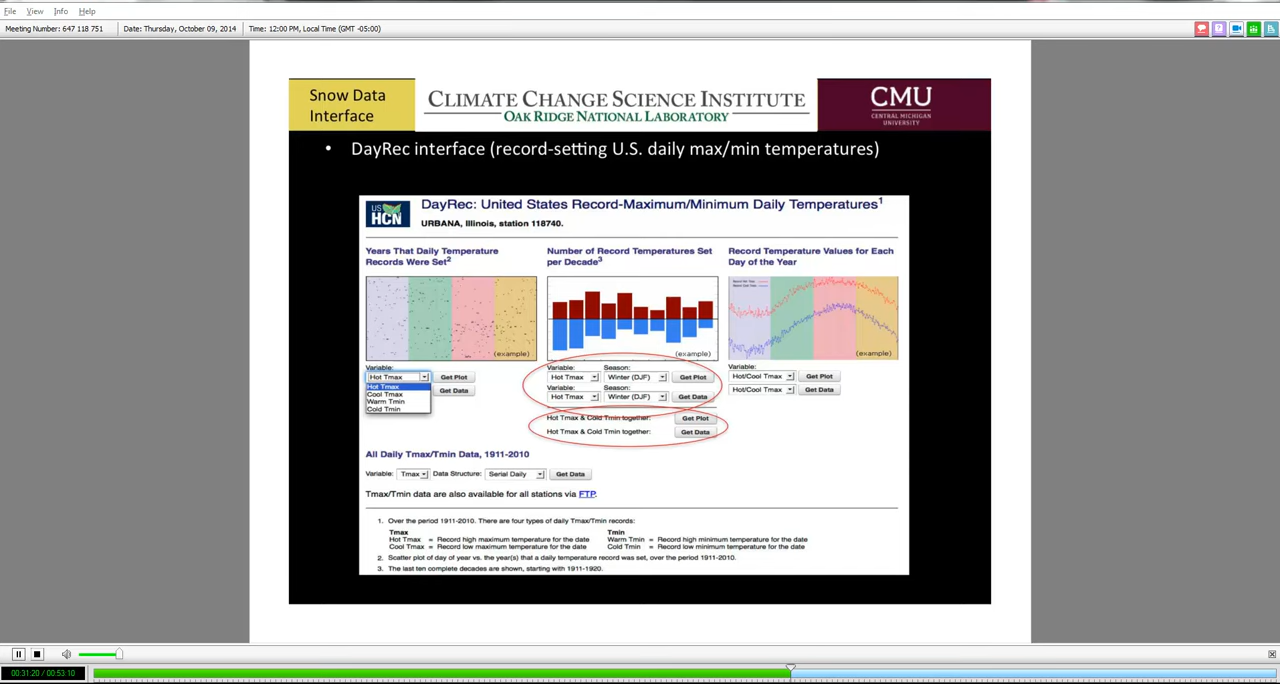 File View Info Help
Meeting Number: 647 118 751 Date: Thursday, October 09, 2014 Time: 12:00 PM, Local Time (GMT -05:00)
Snow Data
Interface
CLIMATE CHANGE SCIENCE INSTITUTE
OAK RIDGE NATIONAL LABORATORY
CMU
CENTRAL MICHIGAN
UNIVERSITY
• DayRec interface (record-setting U.S. daily max/min temperatures)
US
HCN
DayRec: United States Record-Maximum/Minimum Daily Temperatures1
URBANA, Illinois, station 118740.
Years That Daily Temperature
Records Were Set2
Number of Record Temperatures Set
per Decade3
Record Temperature Values for Each
Day of the Year
(example)
(example)
(example)
Variable:
Hot Tmax Get Plot
Hot Tmax
Cool Tmax Get Data
Warm Tmin
Cold Tmin
Variable: Season:
Hot Tmax Winter (DJF) Get Plot
Variable: Season:
Hot Tmax Winter (DJF) Get Data
Hot Tmax & Cold Tmin together: Get Plot
Hot Tmax & Cold Tmin together: Get Data
Variable:
Hot/Cool Tmax Get Plot
Hot/Cool Tmax Get Data
All Daily Tmax/Tmin Data, 1911-2010
Variable: Tmax Data Structure: Serial Daily Get Data
Tmax/Tmin data are also available for all stations via FTP.
1. Over the period 1911-2010. There are four types of daily Tmax/Tmin records:
Tmax Tmin
Hot Tmax = Record high maximum temperature for the date Warm Tmin = Record high minimum temperature for the date
Cool Tmax = Record low maximum temperature for the date Cold Tmin = Record low minimum temperature for the date
2. Scatter plot of day of year vs. the year(s) that a daily temperature record was set, over the period 1911-2010.
3. The last ten complete decades are shown, starting with 1911-1920.
00:31:20 / 00:53:10